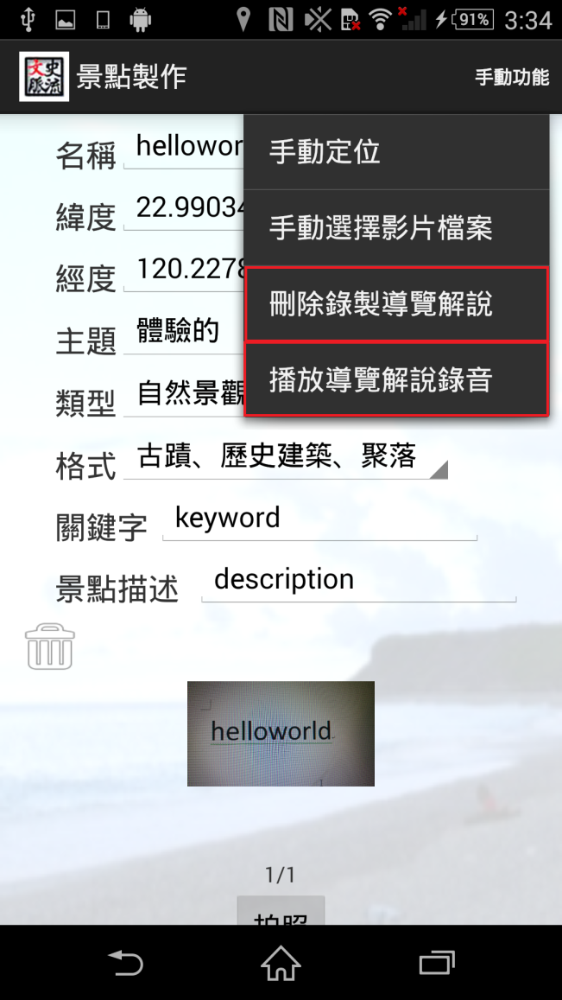 91% 3:34
文史脈流 景點製作 手動功能
名稱 hellowor
手動定位
緯度 22.99034
手動選擇影片檔案
經度 120.2278
刪除錄製導覽解說
主題 體驗的
播放導覽解說錄音
類型 自然景觀
格式 古蹟、歷史建築、聚落
關鍵字 keyword
景點描述 description
helloworld
1/1
拍照